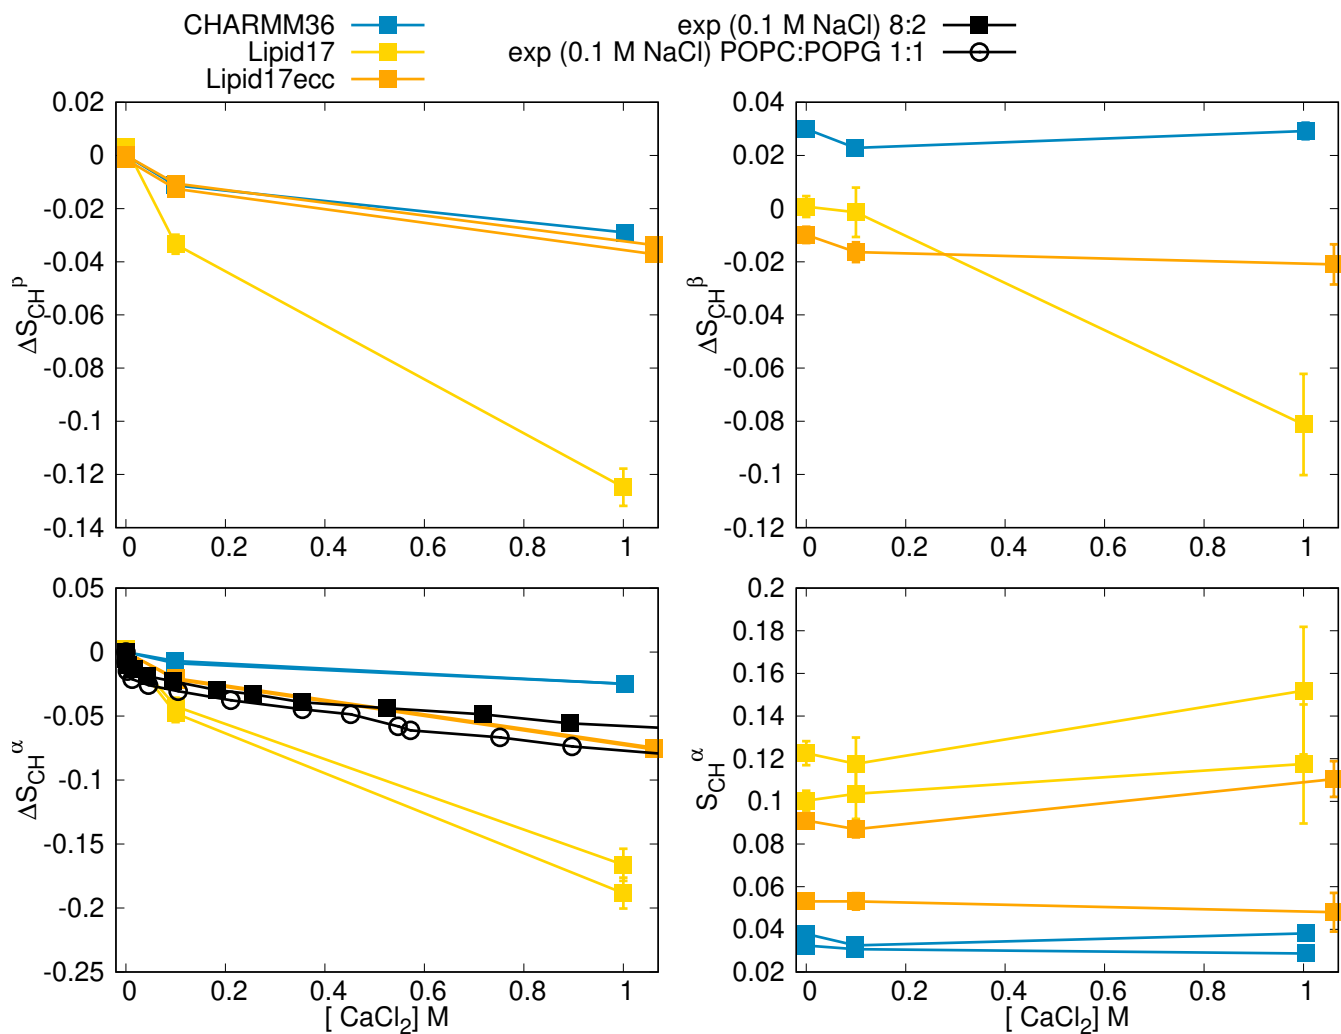 CHARMM36
Lipid17
Lipid17ecc
exp (0.1 M NaCl) 8:2
exp (0.1 M NaCl) POPC:POPG 1:1
0.02
0
-0.02
-0.04
-0.06
-0.08
-0.1
-0.12
-0.14
0 0.2 0.4 0.6 0.8 1
0.04
0.02
0
-0.02
-0.04
-0.06
-0.08
-0.1
-0.12
ΔS_CH^β
0 0.2 0.4 0.6 0.8 1
0.05
0
-0.05
-0.1
-0.15
-0.2
-0.25
ΔS_CH^α
0 0.2 0.4 0.6 0.8 1
[ CaCl₂] M
0.2
0.18
0.16
0.14
0.12
0.1
0.08
0.06
0.04
0.02
S_CH^α
0 0.2 0.4 0.6 0.8 1
[ CaCl₂] M